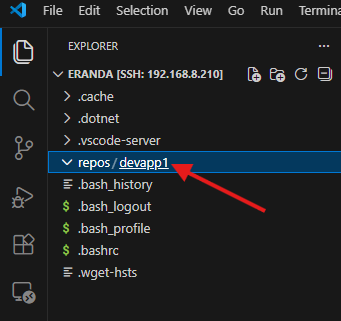 File Edit Selection View Go Run Terminal
EXPLORER
ERANDA [SSH: 192.168.8.210]
.cache
.dotnet
.vscode-server
repos / devapp1
.bash_history
.bash_logout
.bash_profile
.bashrc
.wget-hsts